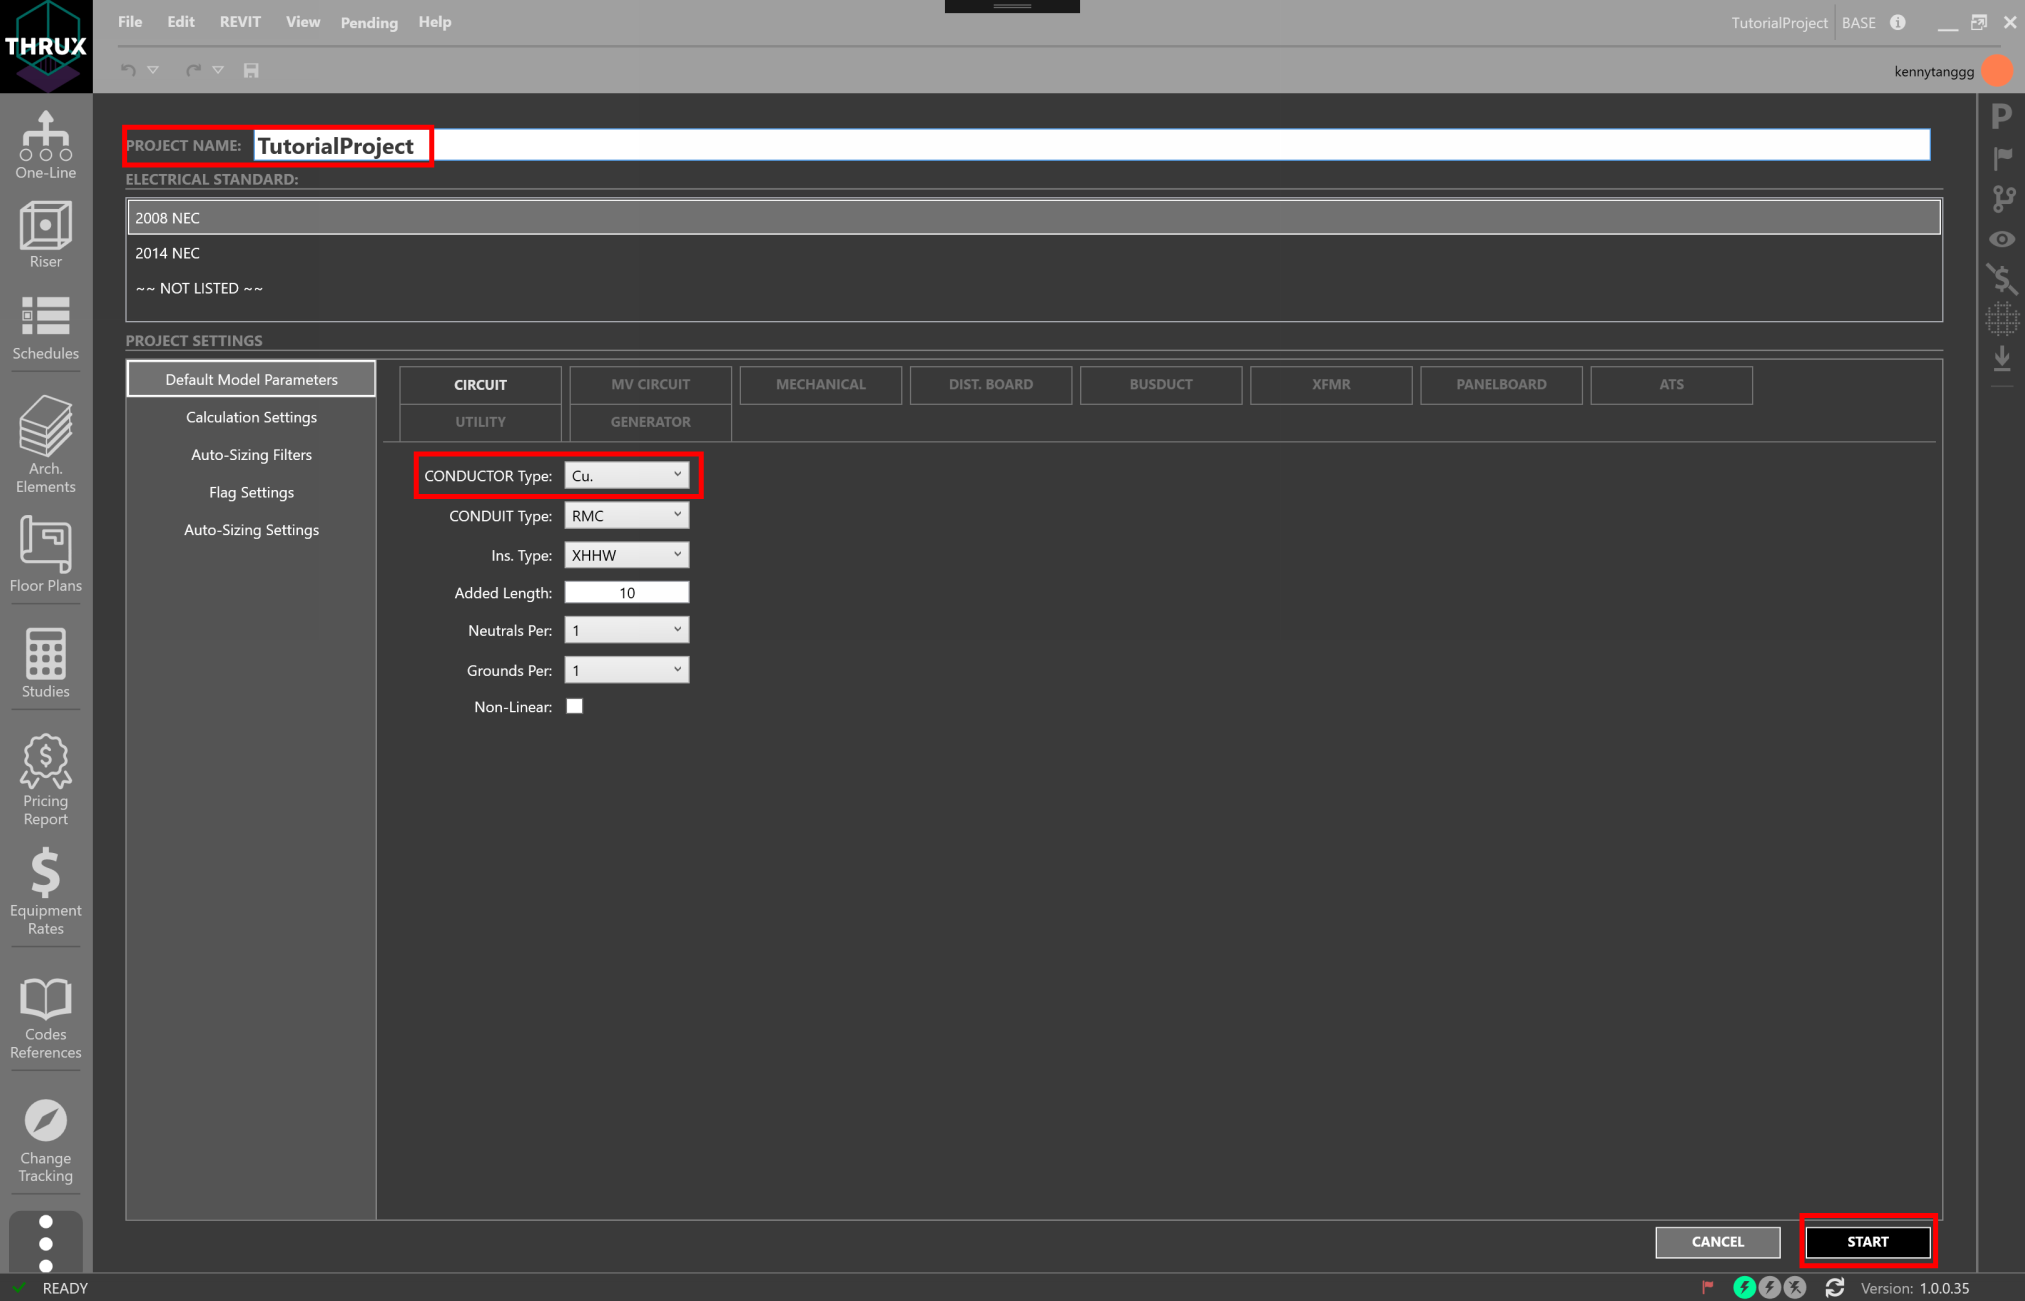 THRUX
File Edit REVIT View Pending Help
TutorialProject BASE
kennytanggg
One-Line
Riser
Schedules
Arch.
Elements
Floor Plans
Studies
Pricing
Report
Equipment
Rates
Codes
References
Change
Tracking
PROJECT NAME: TutorialProject
ELECTRICAL STANDARD:
2008 NEC
2014 NEC
~~ NOT LISTED ~~
PROJECT SETTINGS
Default Model Parameters
Calculation Settings
Auto-Sizing Filters
Flag Settings
Auto-Sizing Settings
CIRCUIT MV CIRCUIT MECHANICAL DIST. BOARD BUSDUCT XFMR PANELBOARD ATS
UTILITY GENERATOR
CONDUCTOR Type: Cu.
CONDUIT Type: RMC
Ins. Type: XHHW
Added Length: 10
Neutrals Per: 1
Grounds Per: 1
Non-Linear:
CANCEL START
P
READY
Version: 1.0.0.35